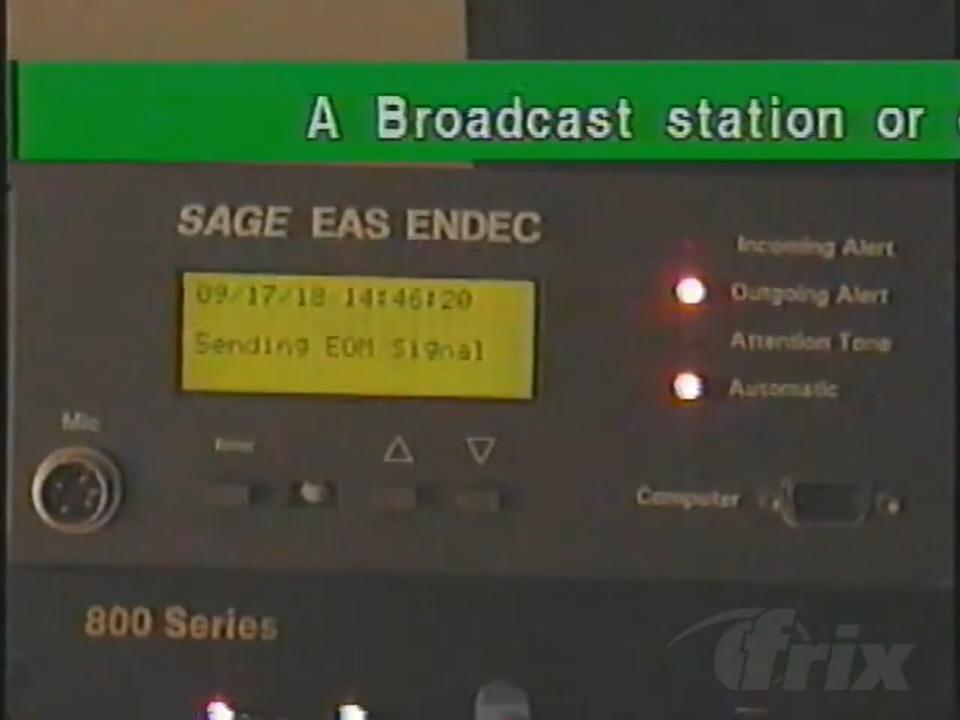 A Broadcast station or
SAGE EAS ENDEC
09/17/18 14:46:20
Sending EOM Signal
Incoming Alert
Outgoing Alert
Attention Tone
Automatic
Mic
Computer
800 Series
frix